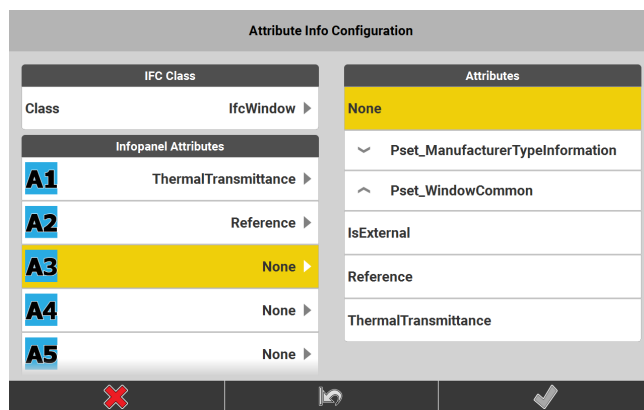 Attribute Info Configuration
IFC Class
Class IfcWindow
Infopanel Attributes
A1 ThermalTransmittance
A2 Reference
A3 None
A4 None
A5 None
Attributes
None
Pset_ManufacturerTypeInformation
Pset_WindowCommon
IsExternal
Reference
ThermalTransmittance